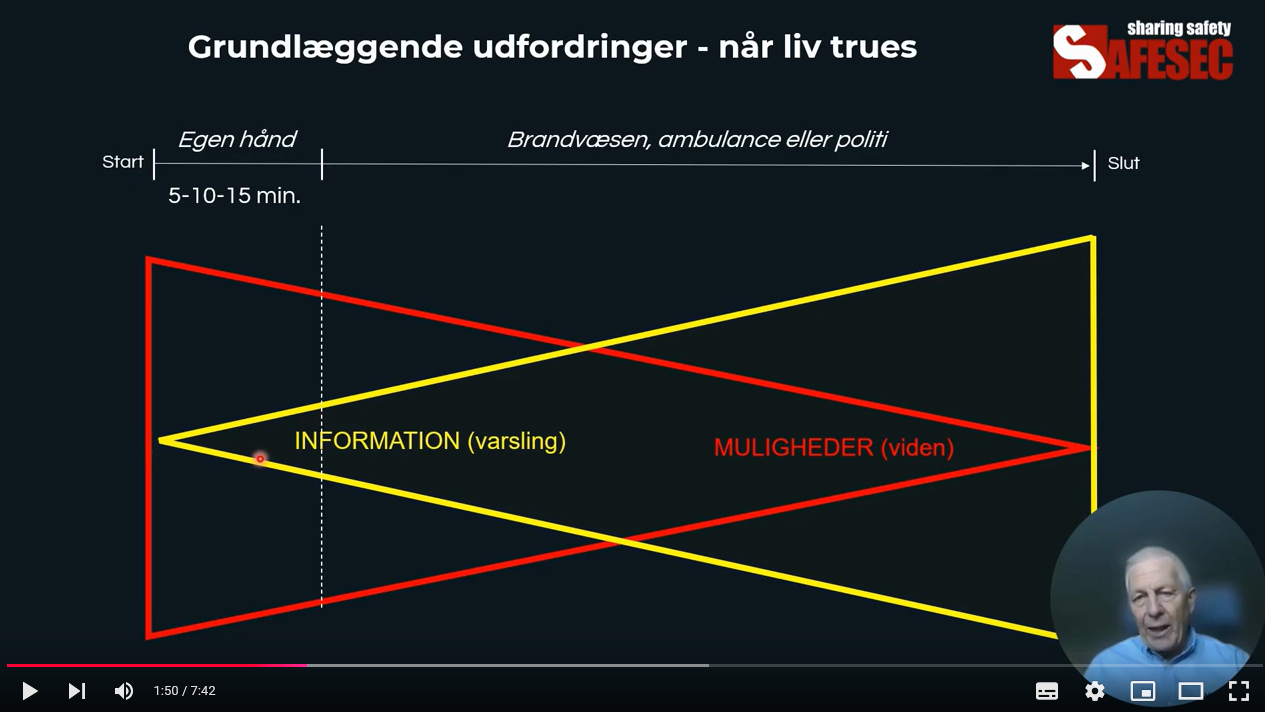 Grundlæggende udfordringer - når liv trues
sharing safety
SAFESEC
Egen hånd
Brandvæsen, ambulance eller politi
Start
Slut
5-10-15 min.
INFORMATION (varsling)
MULIGHEDER (viden)
1:50 / 7:42